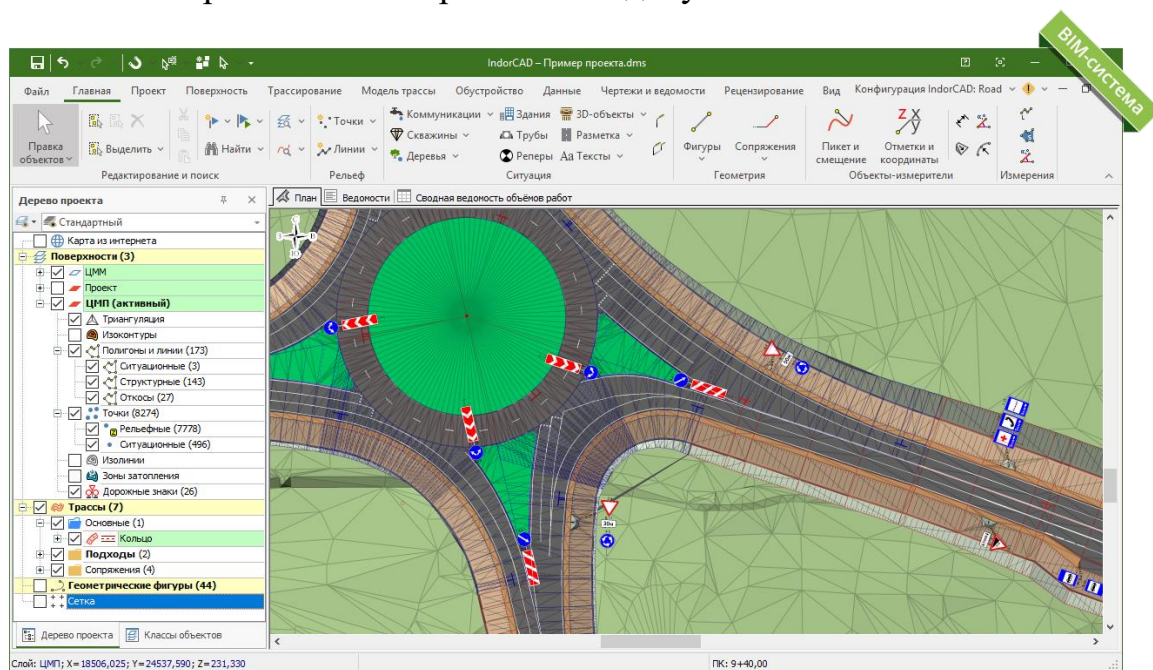 BIM-система
IndorCAD – Пример проекта.dms
Файл Главная Проект Поверхность Трассирование Модель трассы Обустройство Данные Чертежи и ведомости Рецензирование Вид Конфигурация IndorCAD: Road
Правка объектов
Выделить
Найти
Точки
Линии
Коммуникации
Здания
3D-объекты
Скважины
Трубы
Разметка
Деревья
Реперы
Aa Тексты
Фигуры
Сопряжения
Пикет и смещение
Отметки и координаты
Редактирование и поиск
Рельеф
Ситуация
Геометрия
Объекты-измерители
Измерения
Дерево проекта
План Ведомости Сводная ведомость объёмов работ
Стандартный
Карта из интернета
Поверхности (3)
ЦММ
Проект
ЦМП (активный)
Триангуляция
Изоконтуры
Полигоны и линии (173)
Ситуационные (3)
Структурные (143)
Откосы (27)
Точки (8274)
Рельефные (7778)
Ситуационные (496)
Изолинии
Зоны затопления
Дорожные знаки (26)
Трассы (7)
Основные (1)
Кольцо
Подходы (2)
Сопряжения (4)
Геометрические фигуры (44)
Сетка
Дерево проекта Классы объектов
Слой: ЦМП; X=18506,025; Y=24537,590; Z=231,330
ПК: 9+40,00